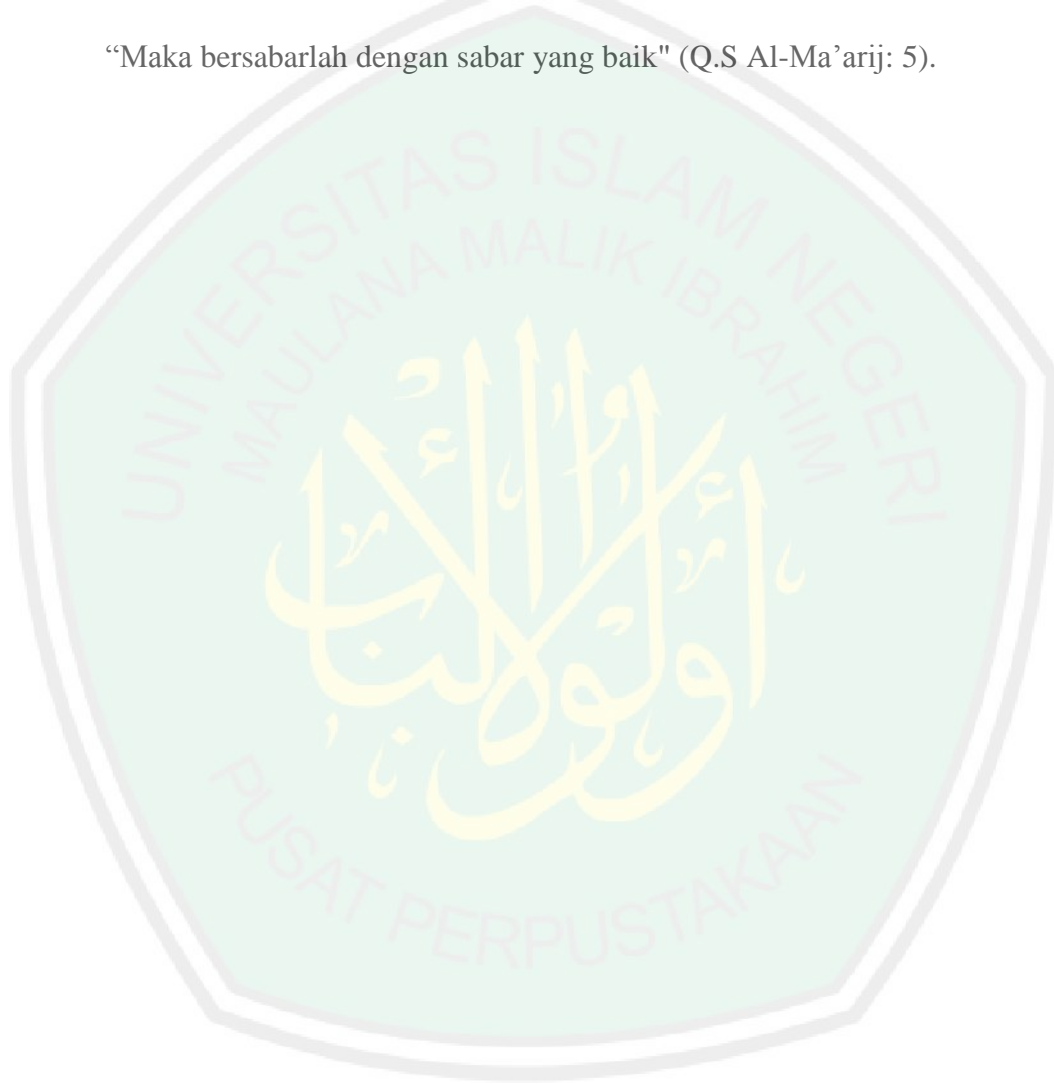 “Maka bersabarlah dengan sabar yang baik" (Q.S Al-Ma’arij: 5).
UNIVERSITAS ISLAM NEGERI
MAULANA MALIK IBRAHIM
PUSAT PERPUSTAKAAN